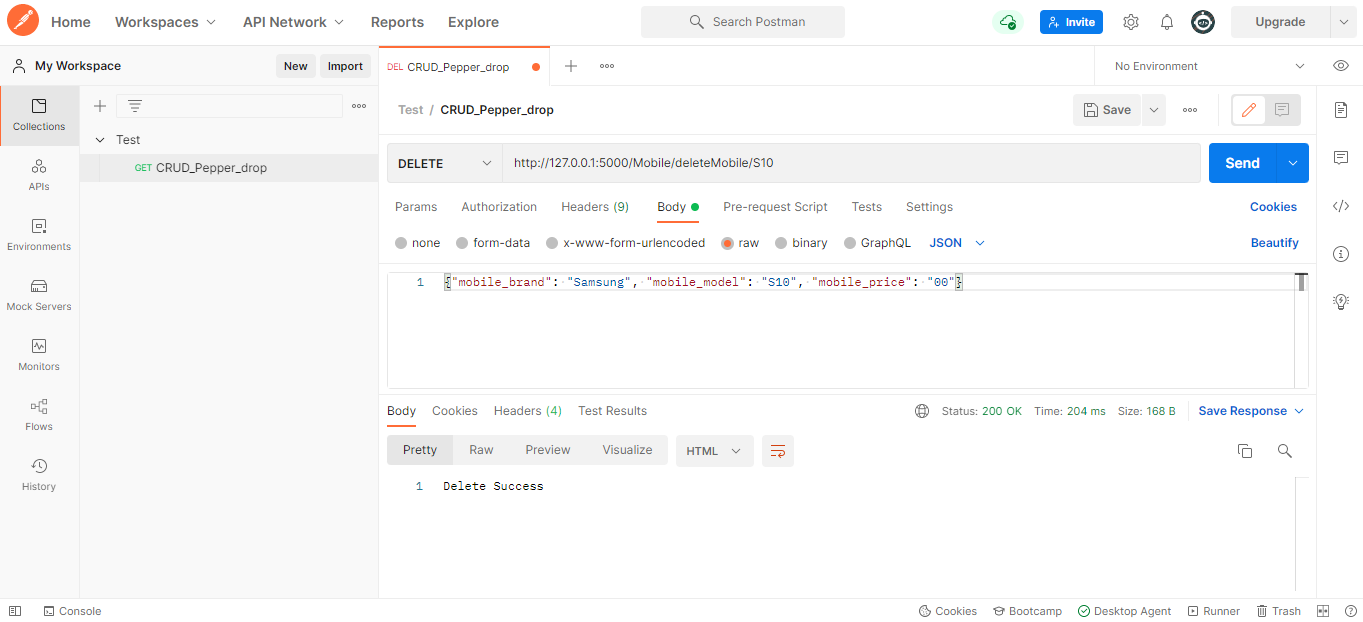 Home Workspaces API Network Reports Explore Search Postman Invite Upgrade
My Workspace New Import DEL CRUD_Pepper_drop No Environment
Collections
APIs
Environments
Mock Servers
Monitors
Flows
History
Test
GET CRUD_Pepper_drop
Test / CRUD_Pepper_drop Save
DELETE http://127.0.0.1:5000/Mobile/deleteMobile/S10 Send
Params Authorization Headers (9) Body Pre-request Script Tests Settings Cookies
none form-data x-www-form-urlencoded raw binary GraphQL JSON Beautify
1 {"mobile_brand": "Samsung", "mobile_model": "S10", "mobile_price": "00"}
Body Cookies Headers (4) Test Results Status: 200 OK Time: 204 ms Size: 168 B Save Response
Pretty Raw Preview Visualize HTML
1 Delete Success
Console Cookies Bootcamp Desktop Agent Runner Trash